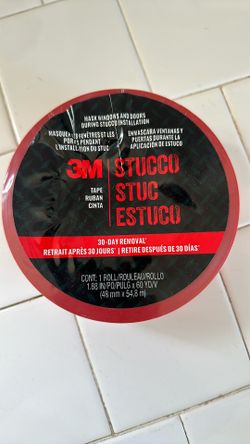 MASK WINDOWS AND DOORS
DURING STUCCO INSTALLATION
MASQUE FENÊTRES ET LES
PORTES PENDANT
L'INSTALLATION DE STUC
ENMASCARA VENTANAS Y
PUERTAS DURANTE LA
APLICACIÓN DE ESTUCO
3M
TAPE
RUBAN
CINTA
STUCCO
STUC
ESTUCO
30-DAY REMOVAL*
RETRAIT APRÈS 30 JOURS* | RETIRE DESPUÉS DE 30 DÍAS*
CONT. 1 ROLL/ROULEAU/ROLLO
1.88 IN/PO/PULG x 60 YD/V
(48 mm x 54,8 m)